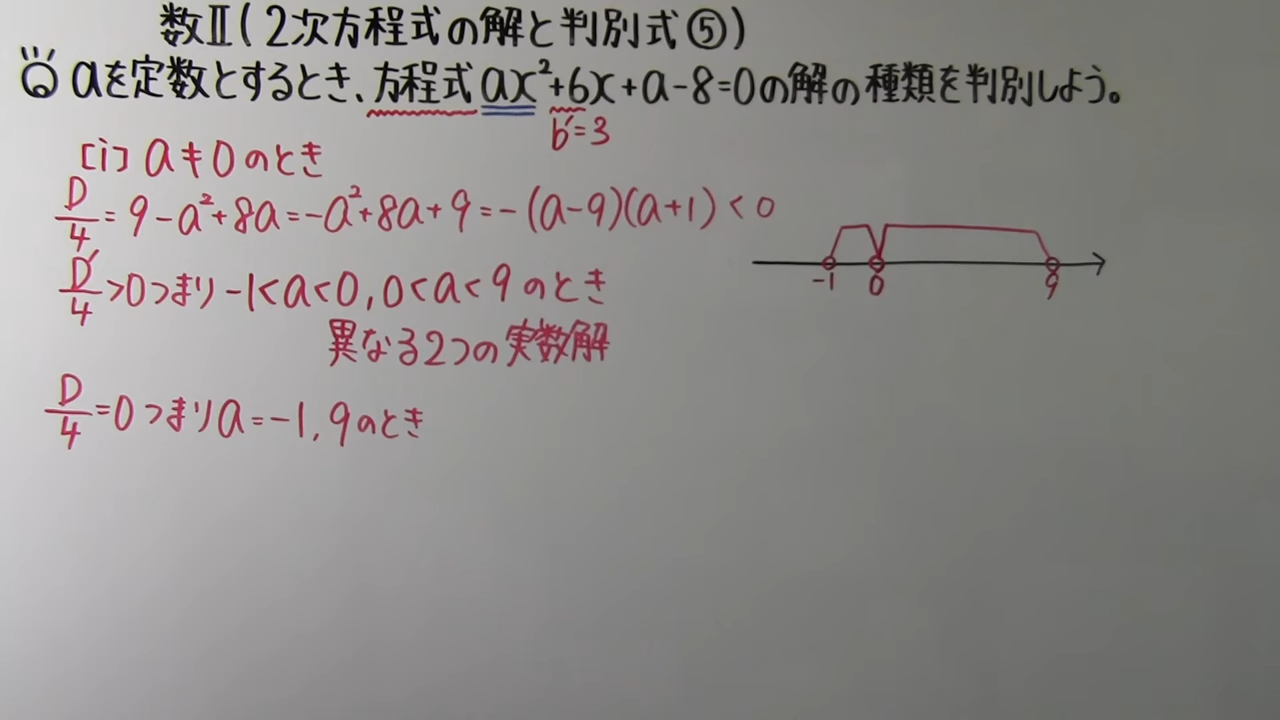 数Ⅱ(2次方程式の解と判別式⑤)
aを定数とするとき、方程式ax²+6x+a-8=0の解の種類を判別しよう。
b'=3
[i] a≠0のとき
D/4=9-a²+8a=-a²+8a+9=-(a-9)(a+1)<0
D/4>0つまり-1<a<0,0<a<9のとき
異なる2つの実数解
D/4=0つまりa=-1,9のとき
-1 0 9